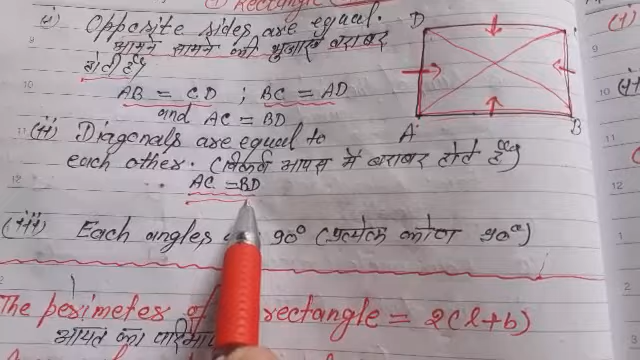 ① Rectangle
(i) Opposite sides are equal.
आमने सामने की भुजाएं बराबर
होती हैं।
AB = CD ; BC = AD
and AC = BD
(ii) Diagonals are equal to
each other. (विकर्ण आपस में बराबर होते हैं)
AC = BD
(iii) Each angles 90° (प्रत्येक कोण 90°)
The perimeter of rectangle = 2(l+b)
आयत का
D
A
B